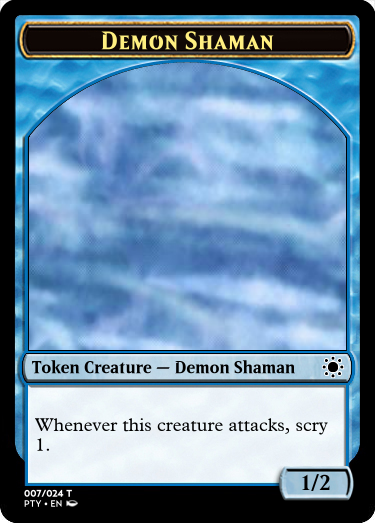 Demon Shaman
Token Creature — Demon Shaman
Whenever this creature attacks, scry
1.
1/2
007/024 T
PTY • EN